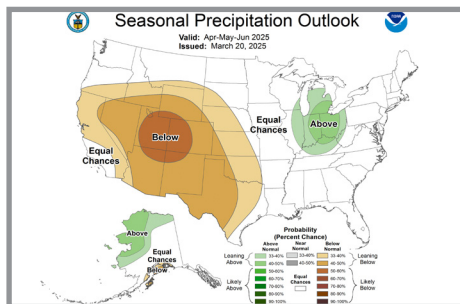 Seasonal Precipitation Outlook
Valid: Apr-May-Jun 2025
Issued: March 20, 2025
NOAA
Equal
Chances
Above
Below
Equal
Chances
Above
Equal
Chances
Below
Probability
(Percent Chance)
Above
Normal
Near
Normal
Below
Normal
Leaning
Above
33-40%
40-50%
33-40%
40-50%
33-40%
40-50%
Leaning
Below
Likely
Above
50-60%
60-70%
70-80%
80-90%
90-100%
Equal
Chances
50-60%
60-70%
70-80%
80-90%
90-100%
Likely
Below